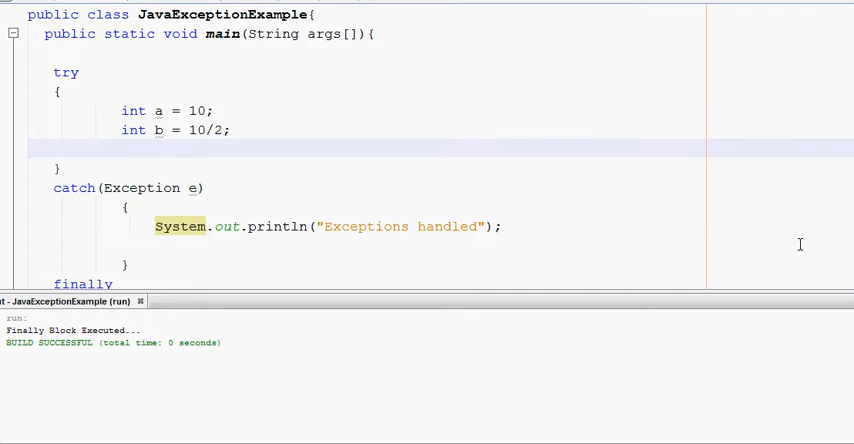 public class JavaExceptionExample{
public static void main(String args[]){
try
{
int a = 10;
int b = 10/2;
}
catch(Exception e)
{
System.out.println("Exceptions handled");
}
finally
ut - JavaExceptionExample (run)
run:
Finally Block Executed...
BUILD SUCCESSFUL (total time: 0 seconds)